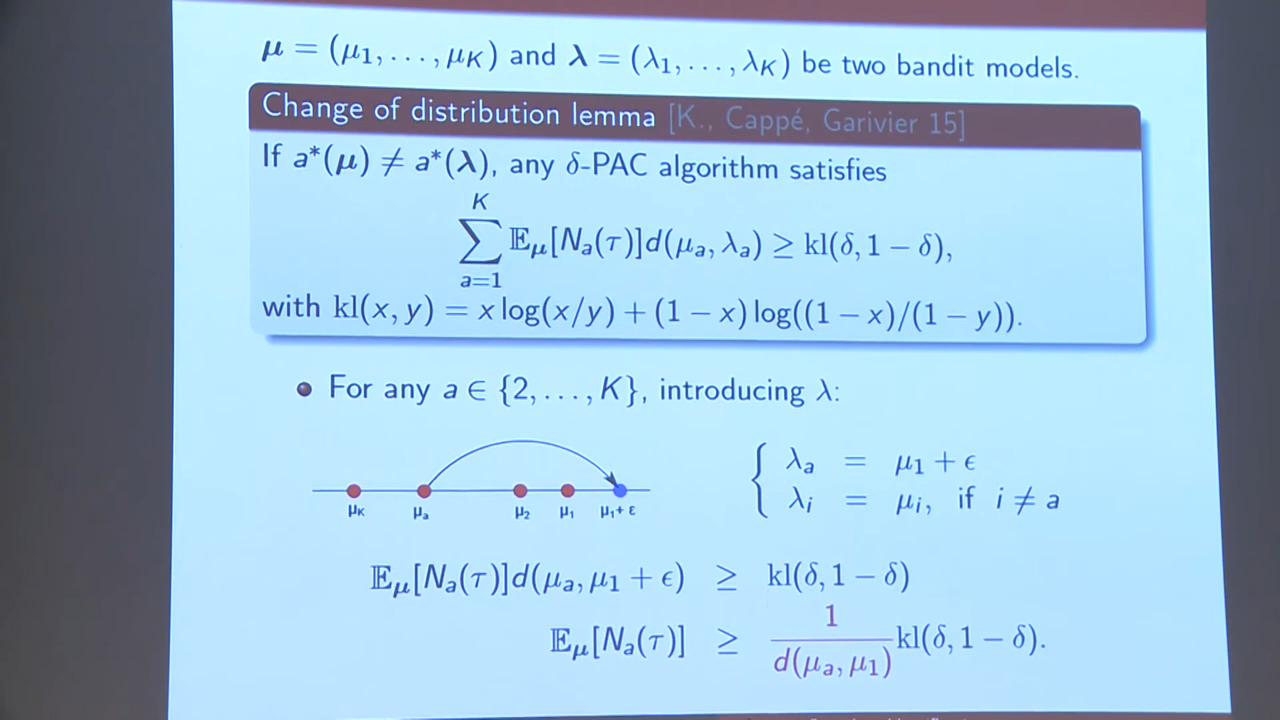 μ = (μ₁, . . . , μ_K) and λ = (λ₁, . . . , λ_K) be two bandit models.
Change of distribution lemma [K., Cappé, Garivier 15]
If a*(μ) ≠ a*(λ), any δ-PAC algorithm satisfies
∑_{a=1}^{K} 𝔼_μ[N_a(τ)]d(μ_a, λ_a) ≥ kl(δ, 1 − δ),
with kl(x, y) = x log(x/y) + (1 − x) log((1 − x)/(1 − y)).
For any a ∈ {2, . . . , K}, introducing λ:
μ_K μ_a μ₂ μ₁ μ₁+ ε
{ λ_a = μ₁ + ϵ
λ_i = μ_i, if i ≠ a
𝔼_μ[N_a(τ)]d(μ_a, μ₁ + ϵ) ≥ kl(δ, 1 − δ)
𝔼_μ[N_a(τ)] ≥ \frac{1}{d(μ_a, μ₁)} kl(δ, 1 − δ).